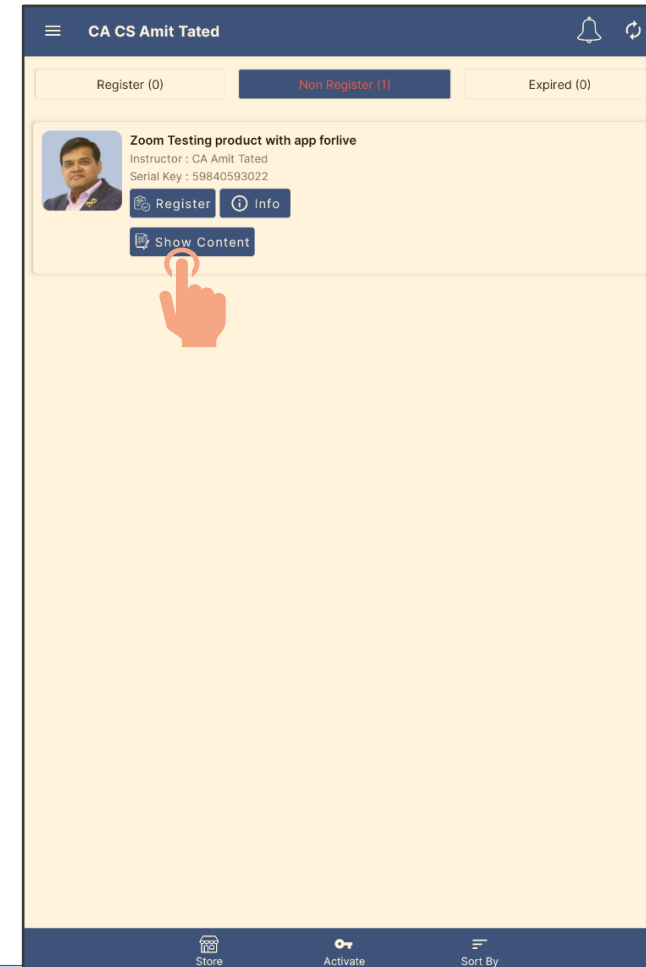 CA CS Amit Tated
Register (0)
Non Register (1)
Expired (0)
Zoom Testing product with app forlive
Instructor : CA Amit Tated
Serial Key : 59840593022
Register
Info
Show Content
Store
Activate
Sort By